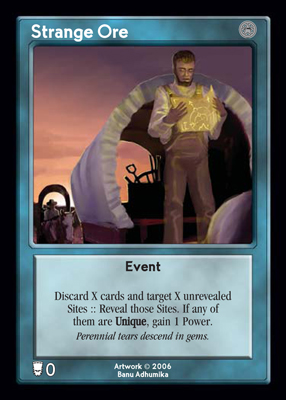 Strange Ore
Event
Discard X cards and target X unrevealed
Sites :: Reveal those Sites. If any of
them are Unique, gain 1 Power.
Perennial tears descend in gems.
0
Artwork © 2006
Banu Adhumika